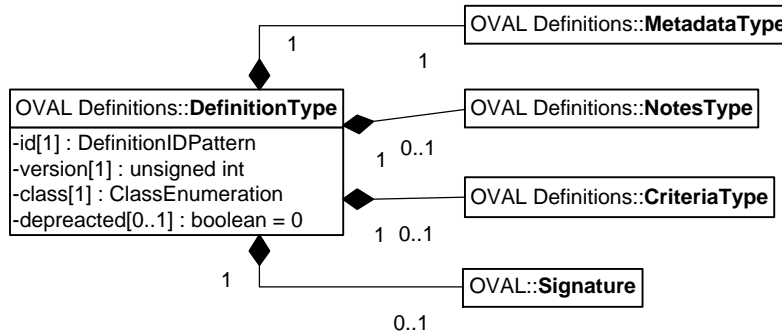 OVAL Definitions::MetadataType
1
1
OVAL Definitions::DefinitionType
-id[1] : DefinitionIDPattern
-version[1] : unsigned int
-class[1] : ClassEnumeration
-depreacted[0..1] : boolean = 0
OVAL Definitions::NotesType
1
0..1
OVAL Definitions::CriteriaType
1
0..1
OVAL::Signature
1
0..1